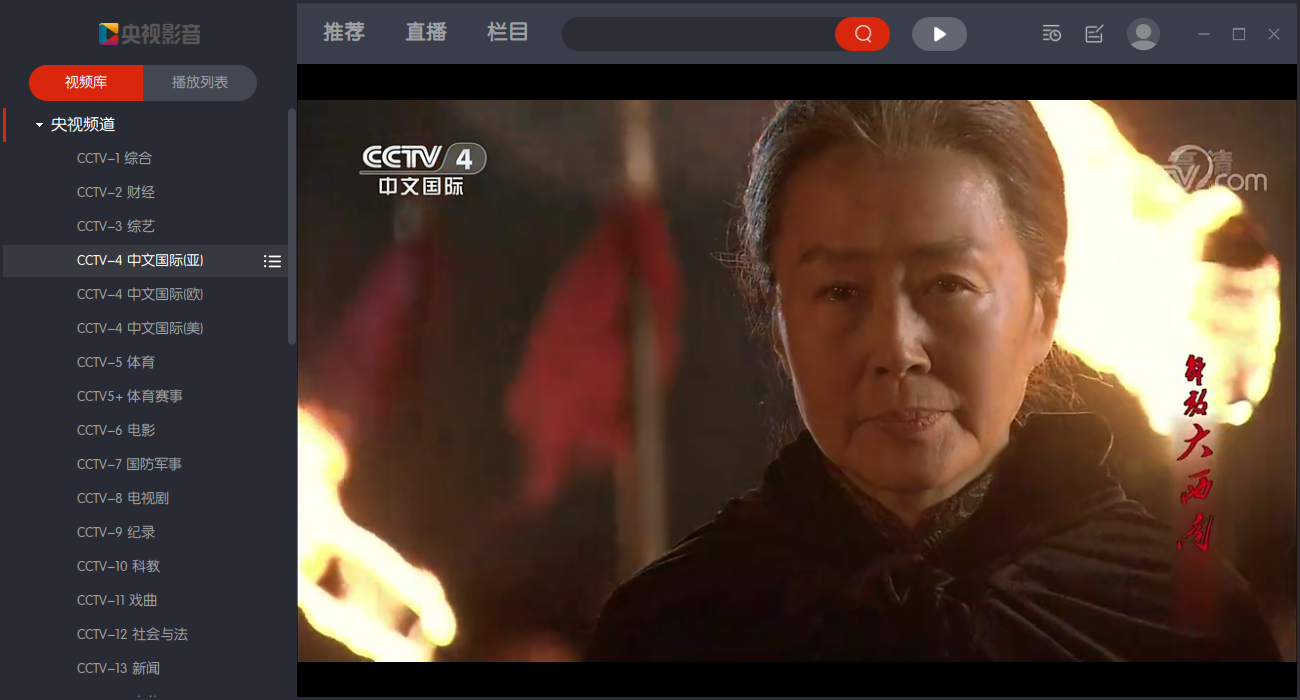 央视影音
推荐 直播 栏目
视频库 播放列表
央视频道
CCTV-1 综合
CCTV-2 财经
CCTV-3 综艺
CCTV-4 中文国际(亚)
CCTV-4 中文国际(欧)
CCTV-4 中文国际(美)
CCTV-5 体育
CCTV5+ 体育赛事
CCTV-6 电影
CCTV-7 国防军事
CCTV-8 电视剧
CCTV-9 纪录
CCTV-10 科教
CCTV-11 戏曲
CCTV-12 社会与法
CCTV-13 新闻
CCTV 4
中文国际
高清
TV.com
解放大西南